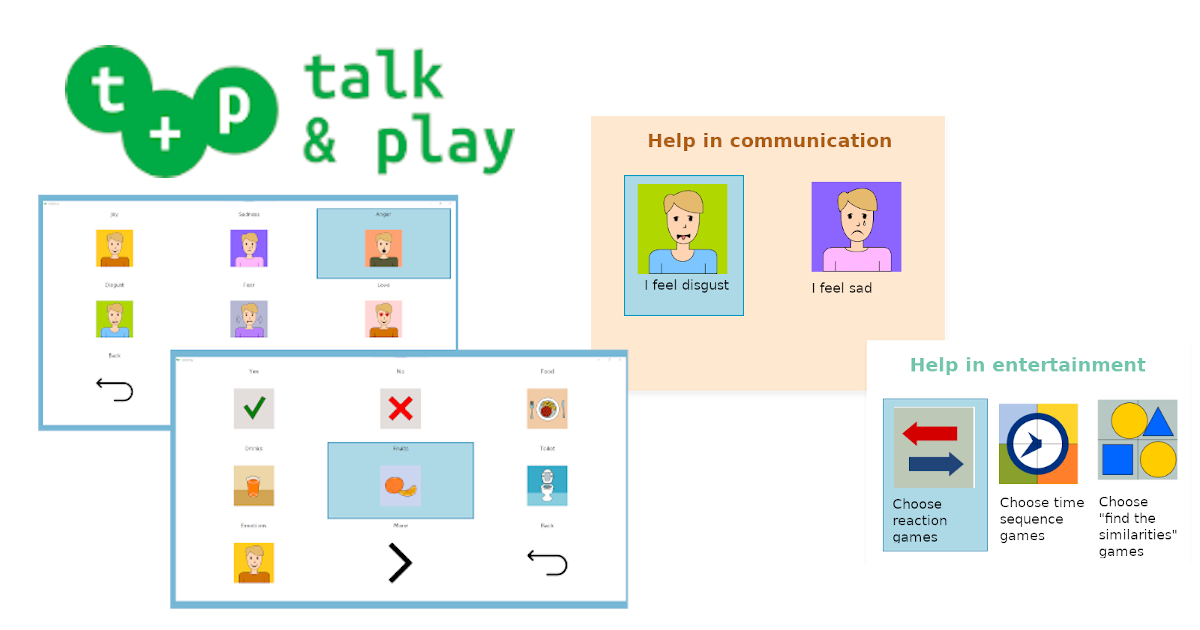 t + p
talk
& play
Joy Sadness Anger
Disgust Fear Love
Back
Yes No Food
Drinks Fruits Toilet
Emotions More Back
Help in communication
I feel disgust
I feel sad
Help in entertainment
Choose
reaction
games
Choose time
sequence
games
Choose
"find the
similarities"
games